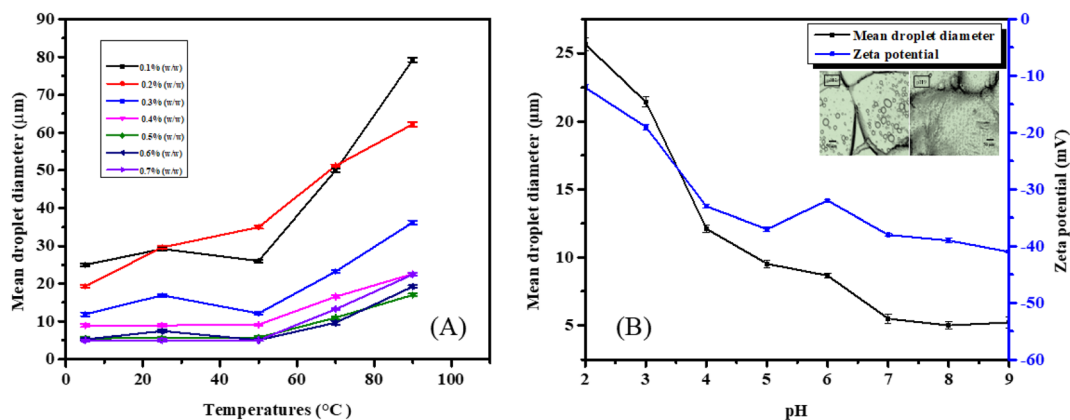 90
80
70
60
50
40
30
20
10
0
Mean droplet diameter (μm)
0.1% (w/w)
0.2% (w/w)
0.3% (w/w)
0.4% (w/w)
0.5% (w/w)
0.6% (w/w)
0.7% (w/w)
(A)
0 20 40 60 80 100
Temperatures (°C)
25
20
15
10
5
Mean droplet diameter (μm)
Mean droplet diameter
Zeta potential
(B)
2 3 4 5 6 7 8 9
pH
0
-10
-20
-30
-40
-50
-60
Zeta potential (mV)